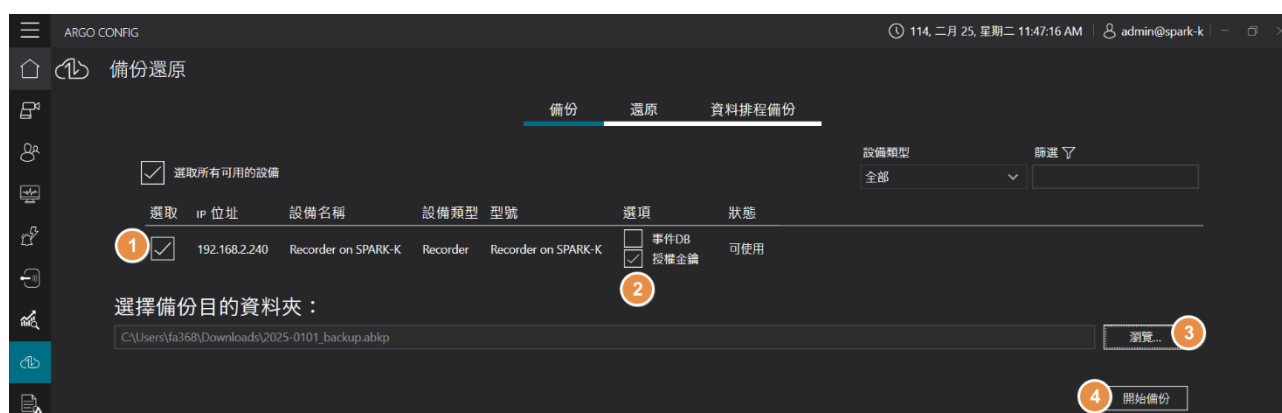 ARGO CONFIG
114, 二月 25, 星期二 11:47:16 AM
admin@spark-k
備份還原
備份 還原 資料排程備份
設備類型 篩選
選取所有可用的設備
全部
選取 IP 位址 設備名稱 設備類型 型號 選項 狀態
事件DB
1 192.168.2.240 Recorder on SPARK-K Recorder Recorder on SPARK-K 可使用
授權金鑰
2
選擇備份目的資料夾：
C:\Users\fa368\Downloads\2025-0101_backup.abkp 瀏覽... 3
4 開始備份